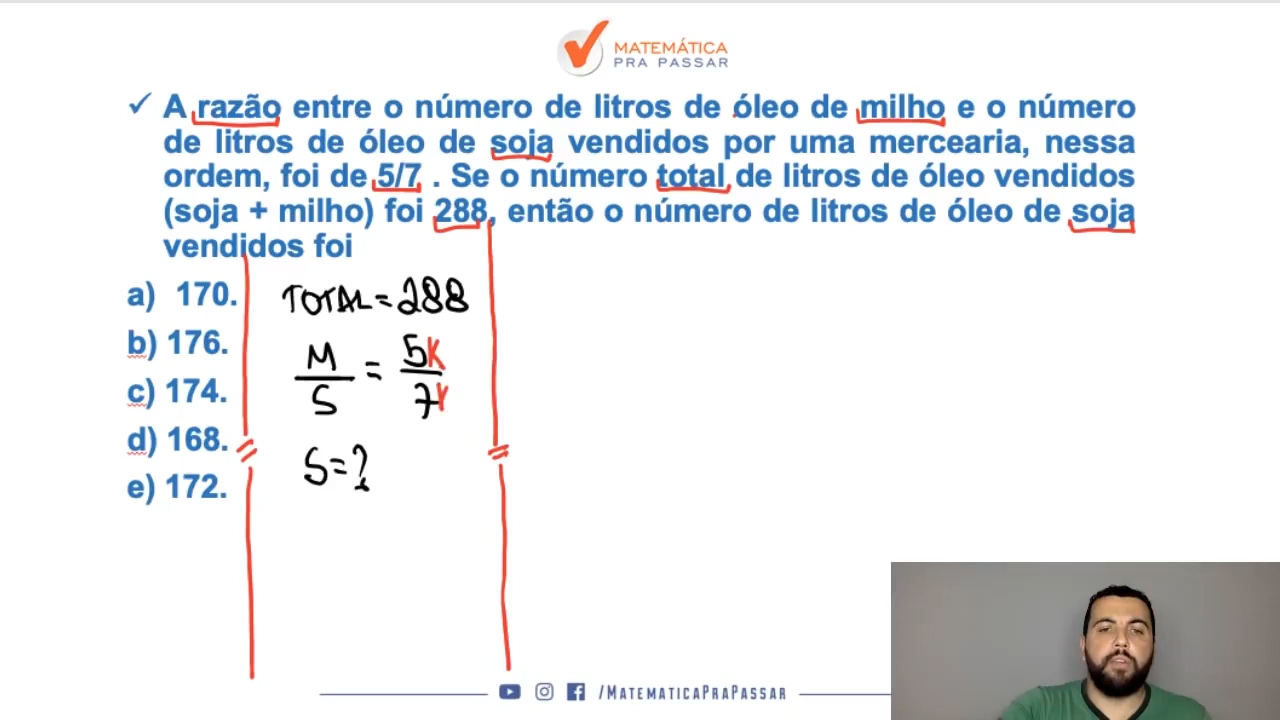 MATEMÁTICA
PRA PASSAR
✓ A razão entre o número de litros de óleo de milho e o número
de litros de óleo de soja vendidos por uma mercearia, nessa
ordem, foi de 5/7 . Se o número total de litros de óleo vendidos
(soja + milho) foi 288, então o número de litros de óleo de soja
vendidos foi
a) 170.
b) 176.
c) 174.
d) 168.
e) 172.
TOTAL = 288
M/S = 5K/7K
S = ?
/MATEMATICAPRAPASSAR